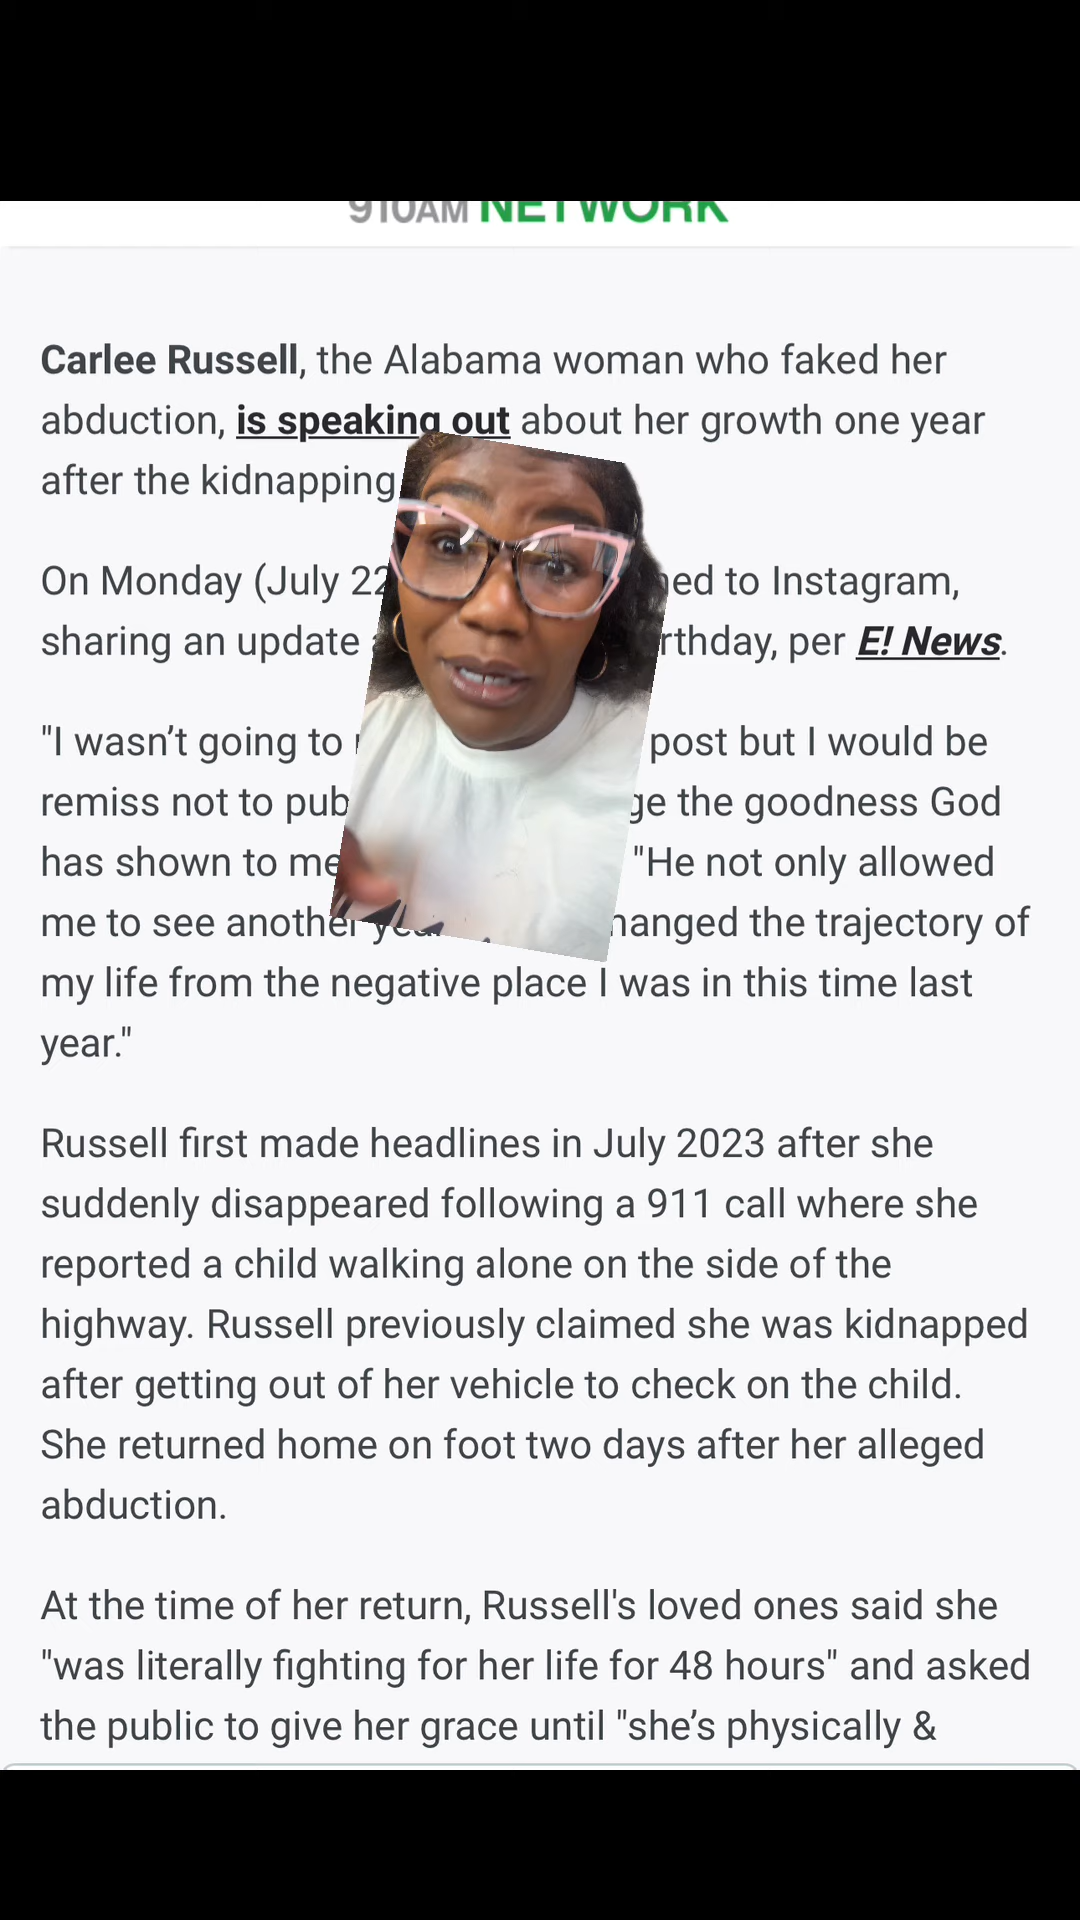 910AM NETWORK
Carlee Russell, the Alabama woman who faked her
abduction, is speaking out about her growth one year
after the kidnapping
On Monday (July 22 to Instagram,
sharing an update per E! News.
"I wasn’t going to post but I would be
remiss not to the goodness God
has shown to me "He not only allowed
me to see another the trajectory of
my life from the negative place I was in this time last
year."
Russell first made headlines in July 2023 after she
suddenly disappeared following a 911 call where she
reported a child walking alone on the side of the
highway. Russell previously claimed she was kidnapped
after getting out of her vehicle to check on the child.
She returned home on foot two days after her alleged
abduction.
At the time of her return, Russell's loved ones said she
"was literally fighting for her life for 48 hours" and asked
the public to give her grace until "she’s physically &